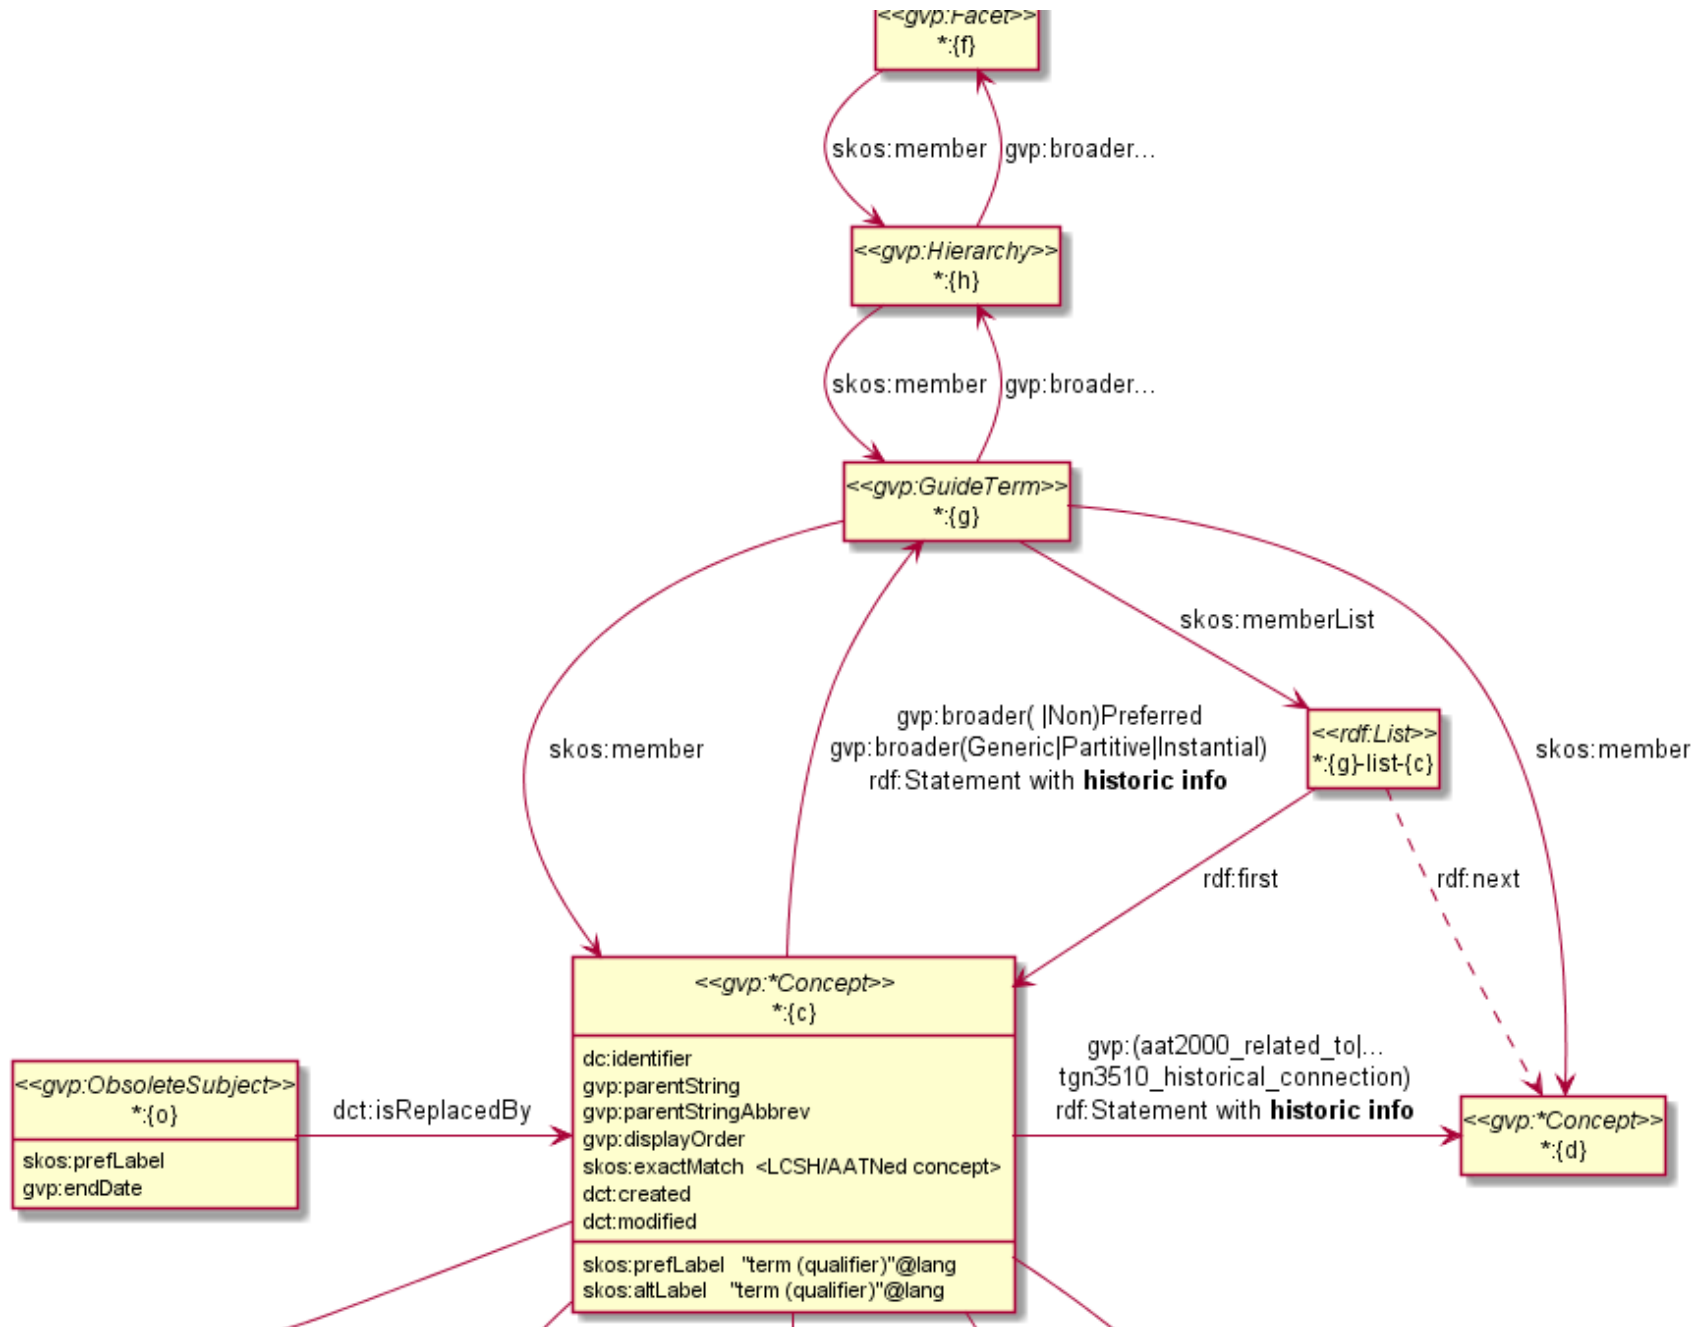 <<gvp:Facet>>
*:{f}
skos:member
gvp:broader...
<<gvp:Hierarchy>>
*:{h}
skos:member
gvp:broader...
<<gvp:GuideTerm>>
*:{g}
skos:memberList
gvp:broader( |Non)Preferred
gvp:broader(Generic|Partitive|Instantial)
rdf:Statement with historic info
skos:member
<<rdf:List>>
*:{g}-list-{c}
skos:member
rdf:first
rdf:next
<<gvp:*Concept>>
*:{c}
dc:identifier
gvp:parentString
gvp:parentStringAbbrev
gvp:displayOrder
skos:exactMatch <LCSH/AATNed concept>
dct:created
dct:modified
skos:prefLabel "term (qualifier)"@lang
skos:altLabel "term (qualifier)"@lang
<<gvp:ObsoleteSubject>>
*:{o}
skos:prefLabel
gvp:endDate
dct:isReplacedBy
gvp:(aat2000_related_to|...
tgn3510_historical_connection)
rdf:Statement with historic info
<<gvp:*Concept>>
*:{d}